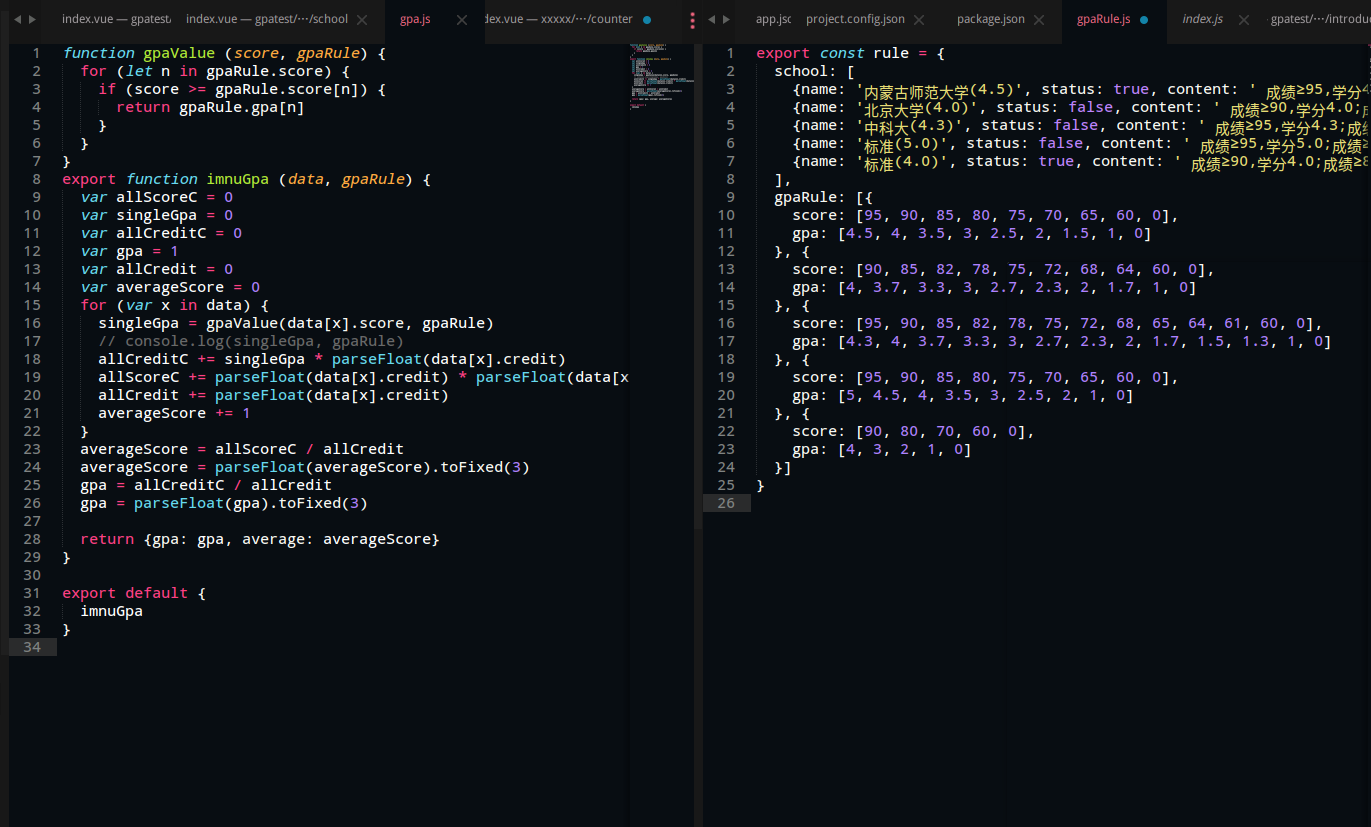 index.vue — gpatest/ index.vue — gpatest/···/school gpa.js dex.vue — xxxxx/···/counter
1 function gpaValue (score, gpaRule) {
2 for (let n in gpaRule.score) {
3 if (score >= gpaRule.score[n]) {
4 return gpaRule.gpa[n]
5 }
6 }
7 }
8 export function imnuGpa (data, gpaRule) {
9 var allScoreC = 0
10 var singleGpa = 0
11 var allCreditC = 0
12 var gpa = 1
13 var allCredit = 0
14 var averageScore = 0
15 for (var x in data) {
16 singleGpa = gpaValue(data[x].score, gpaRule)
17 // console.log(singleGpa, gpaRule)
18 allCreditC += singleGpa * parseFloat(data[x].credit)
19 allScoreC += parseFloat(data[x].credit) * parseFloat(data[x
20 allCredit += parseFloat(data[x].credit)
21 averageScore += 1
22 }
23 averageScore = allScoreC / allCredit
24 averageScore = parseFloat(averageScore).toFixed(3)
25 gpa = allCreditC / allCredit
26 gpa = parseFloat(gpa).toFixed(3)
27
28 return {gpa: gpa, average: averageScore}
29 }
30
31 export default {
32 imnuGpa
33 }
34
app.jsc project.config.json package.json gpaRule.js index.js gpatest/···/introdu
1 export const rule = {
2 school: [
3 {name: '内蒙古师范大学(4.5)', status: true, content: ' 成绩≥95,学分4
4 {name: '北京大学(4.0)', status: false, content: ' 成绩≥90,学分4.0;
5 {name: '中科大(4.3)', status: false, content: ' 成绩≥95,学分4.3;成
6 {name: '标准(5.0)', status: false, content: ' 成绩≥95,学分5.0;成绩≥
7 {name: '标准(4.0)', status: true, content: ' 成绩≥90,学分4.0;成绩≥8
8 ],
9 gpaRule: [{
10 score: [95, 90, 85, 80, 75, 70, 65, 60, 0],
11 gpa: [4.5, 4, 3.5, 3, 2.5, 2, 1.5, 1, 0]
12 }, {
13 score: [90, 85, 82, 78, 75, 72, 68, 64, 60, 0],
14 gpa: [4, 3.7, 3.3, 3, 2.7, 2.3, 2, 1.7, 1, 0]
15 }, {
16 score: [95, 90, 85, 82, 78, 75, 72, 68, 65, 64, 61, 60, 0],
17 gpa: [4.3, 4, 3.7, 3.3, 3, 2.7, 2.3, 2, 1.7, 1.5, 1.3, 1, 0]
18 }, {
19 score: [95, 90, 85, 80, 75, 70, 65, 60, 0],
20 gpa: [5, 4.5, 4, 3.5, 3, 2.5, 2, 1, 0]
21 }, {
22 score: [90, 80, 70, 60, 0],
23 gpa: [4, 3, 2, 1, 0]
24 }]
25 }
26